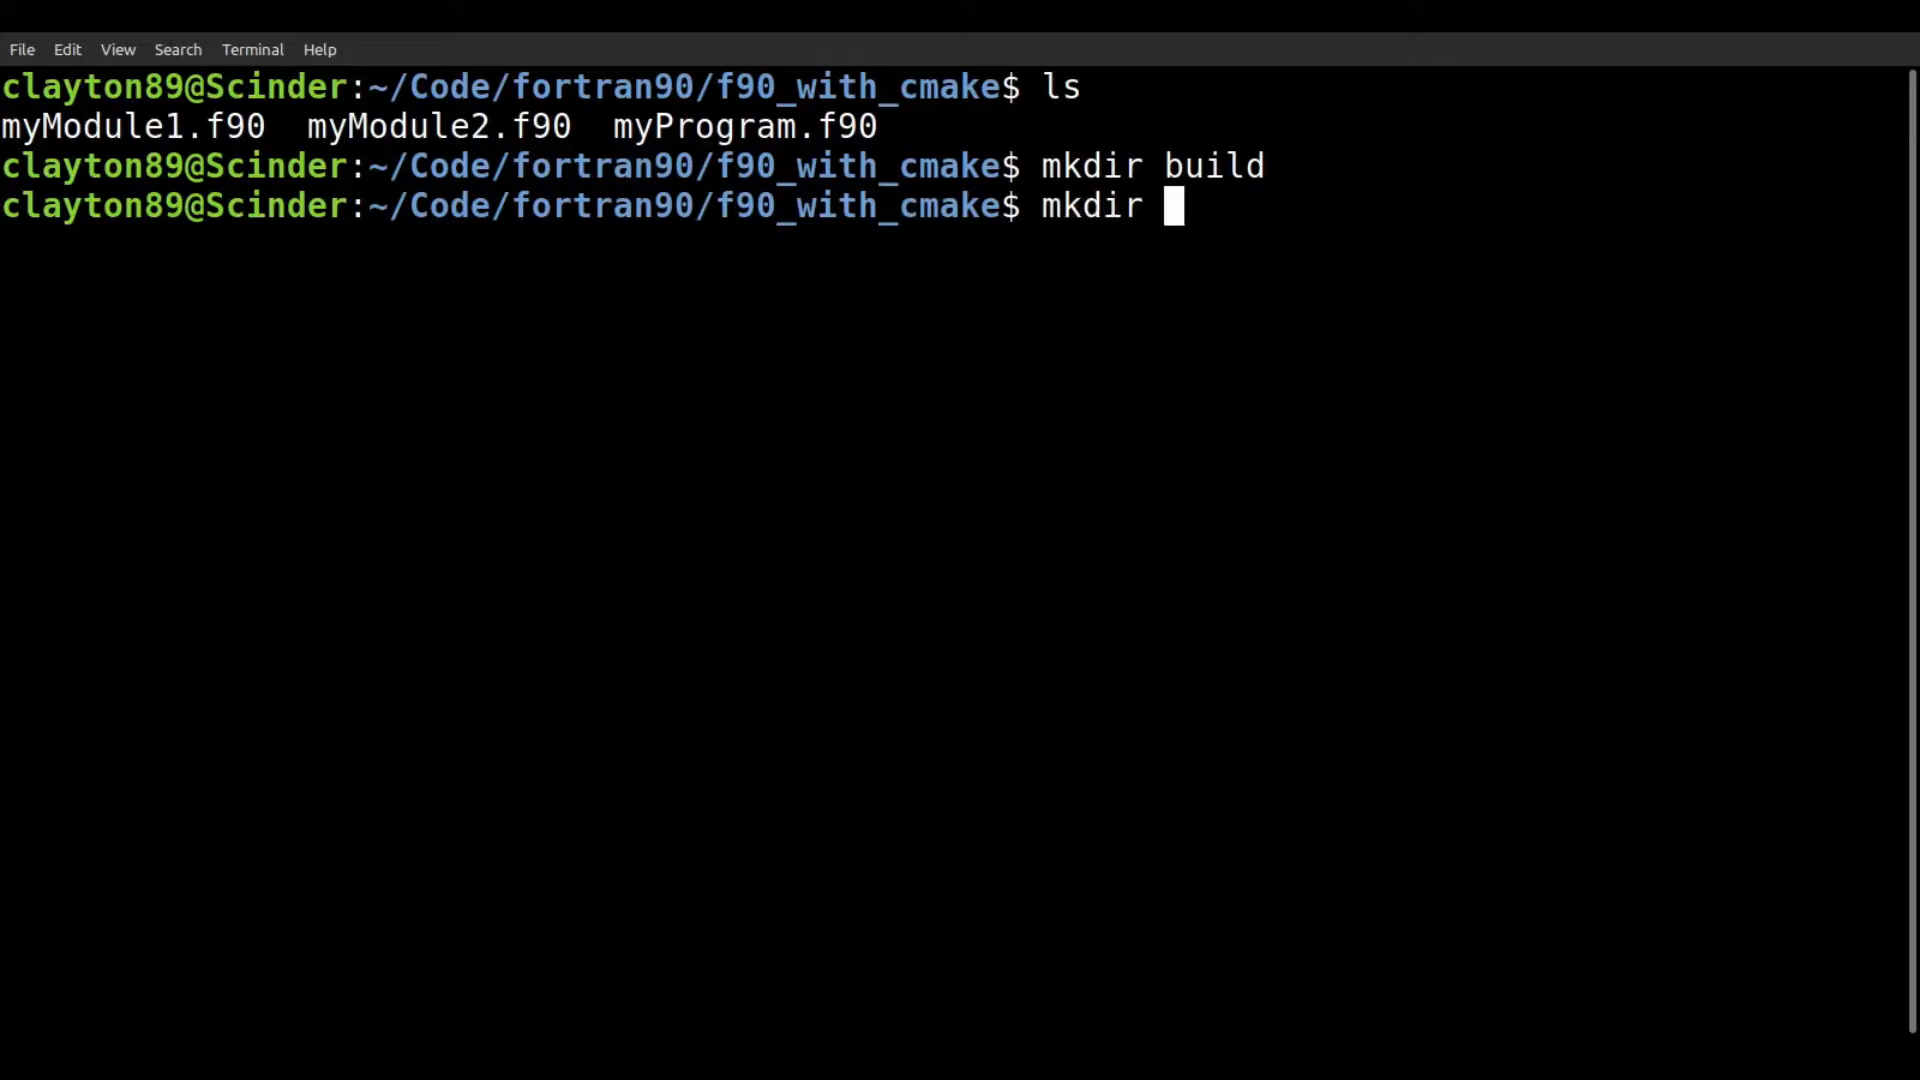 File Edit View Search Terminal Help
clayton89@Scinder:~/Code/fortran90/f90_with_cmake$ ls
myModule1.f90  myModule2.f90  myProgram.f90
clayton89@Scinder:~/Code/fortran90/f90_with_cmake$ mkdir build
clayton89@Scinder:~/Code/fortran90/f90_with_cmake$ mkdir